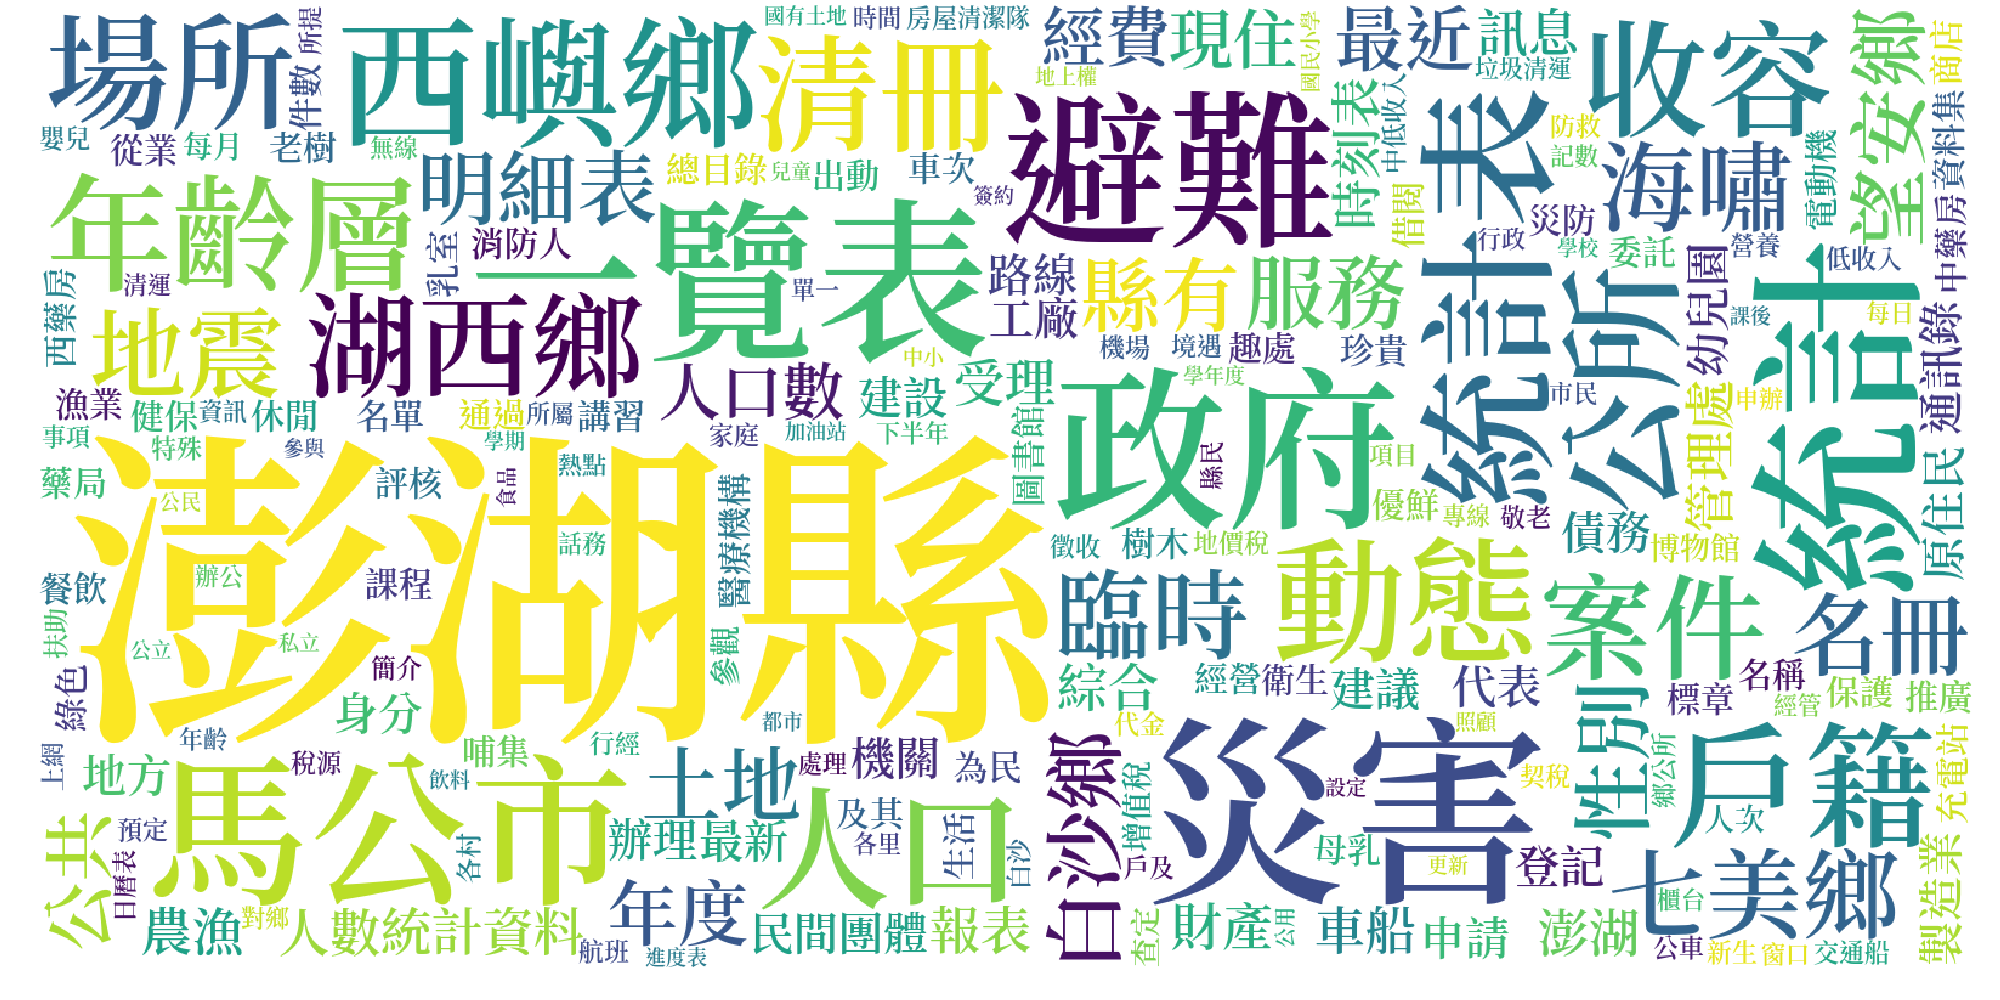 國有土地
時間
房屋清潔隊
所提
件數
場所
西嶼鄉
清冊
經費
現住
地上權
國民小學
最近
訊息
垃圾清運
收容
望安鄉
商店
嬰兒
從業
每月
老樹
無線
明細表
總目錄
兒童
出動
車次
簽約
避難
時刻表
中低收入
統計表
防救
記數
海嘯
電動機
資料集
中藥房
年齡層
乳室
消防人
一覽表
借閱
行政
災防
學校
委託
營養
低收入
西藥房
清運
地震
湖西鄉
單一
路線
工廠
縣有
服務
公所
幼兒園
課後
每日
通訊錄
統計
漁業
健保
資訊
休閒
名單
通過
所屬
講習
人口數
中小
建設
受理
機場
境遇
趣處
珍貴
學年度
市民
管理處
申辦
事項
特殊
參與
學期
家庭
加油站
下半年
圖書館
政府
縣民
項目
原住民
藥局
公民
評核
食品
熱點
醫療機構
優鮮
專線
敬老
債務
博物館
澎湖縣
話務
徵收
樹木
地價稅
餐飲
辦公
課程
臨時
動態
案件
名冊
扶助
公立
私立
簡介
參觀
綠色
身分
綜合
經營
衛生
建議
代表
性別
標章
名稱
保護
經管
推廣
上網
年齡
稅源
哺集
行經
都市
代金
照顧
地方
飲料
土地
處理
機關
為民
白沙鄉
災害
設定
契稅
鄉公所
戶籍
人次
充電站
公共
預定
馬公市
各村
辦理最新
人口
及其
各里
生活
白沙
增值稅
戶及
母乳
更新
登記
七美鄉
日曆表
農漁
對鄉
人數統計資料
年度
民間團體
報表
查定
財產
公用
車船
申請
澎湖
櫃台
製造業
航班
進度表
公車
新生
窗口
交通船